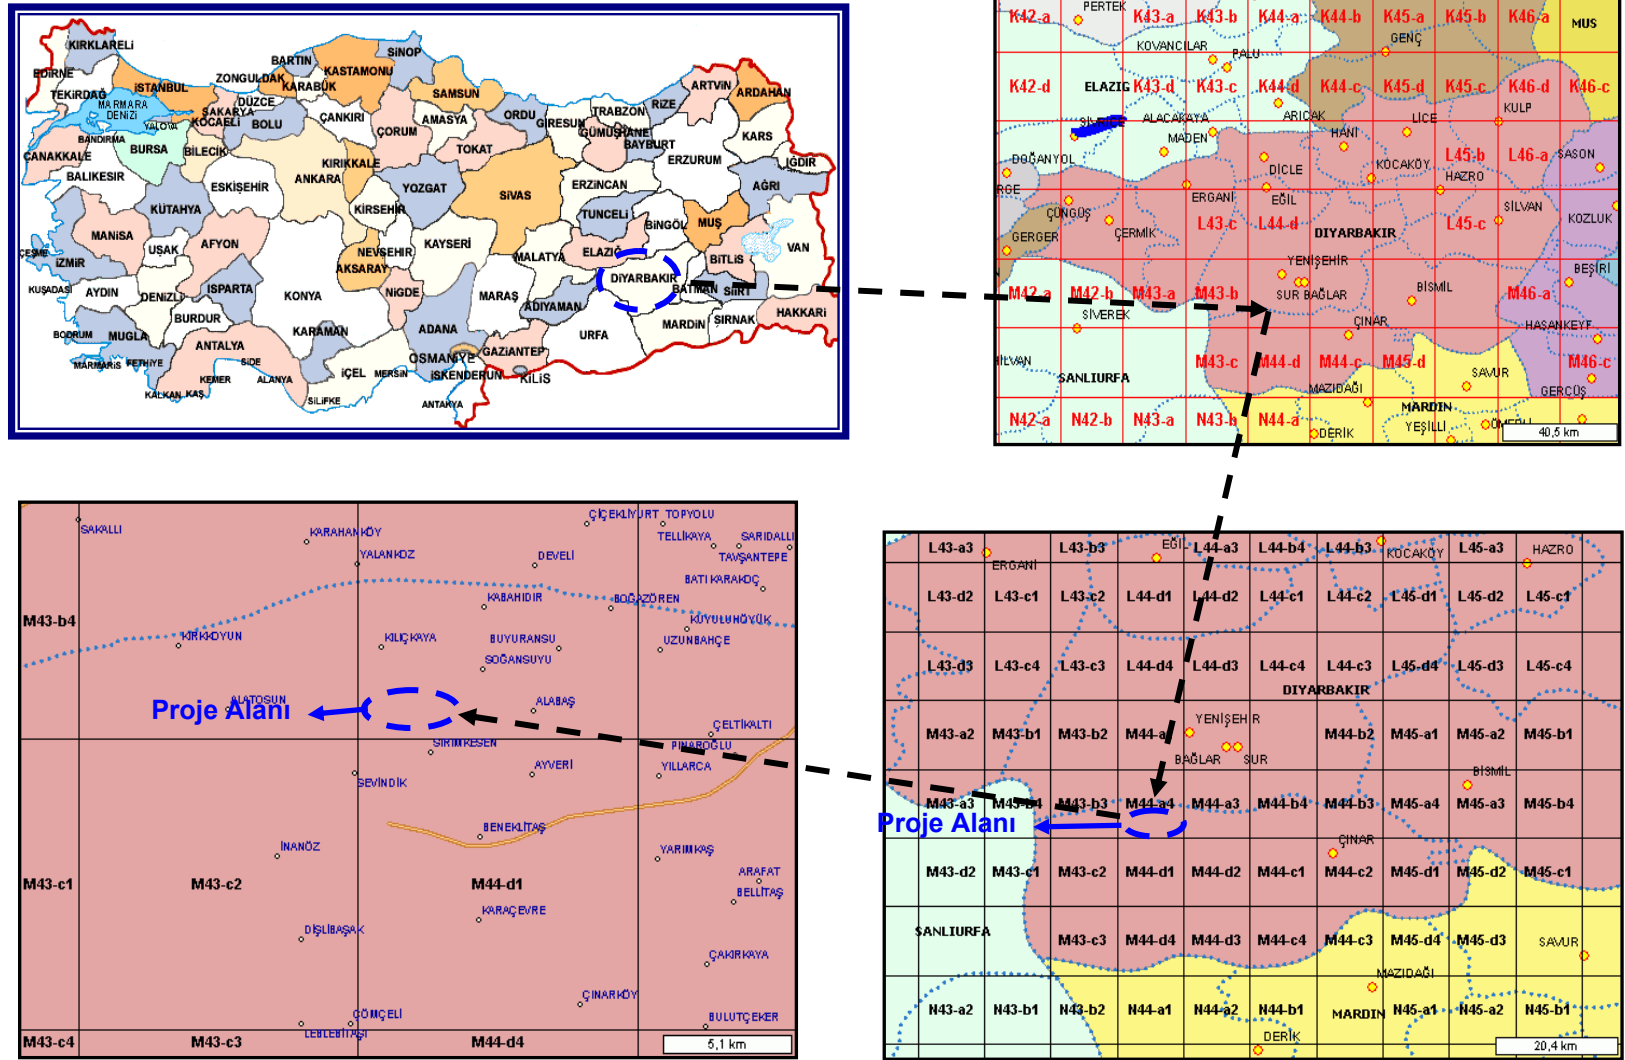 KIRKLARELİ
EDİRNE
TEKİRDAĞ
İSTANBUL
MARMARA
DENİZİ
YALOVA
KOCAELİ
SAKARYA
DÜZCE
ZONGULDAK
BARTIN
KARABÜK
KASTAMONU
SİNOP
SAMSUN
ORDU
GİRESUN
TRABZON
RİZE
ARTVİN
ARDAHAN
KARS
IĞDIR
AĞRI
BANDIRMA
ÇANAKKALE
BALIKESIR
BURSA
BİLECİK
BOLU
ÇANKIRI
ÇORUM
AMASYA
TOKAT
GÜMÜŞHANE
BAYBURT
ERZURUM
ERZİNCAN
ESKİŞEHİR
ANKARA
KIRIKKALE
YOZGAT
SİVAS
TUNCELİ
BİNGÖL
MUŞ
VAN
KÜTAHYA
MANİSA
UŞAK
AFYON
KIRŞEHİR
NEVŞEHIR
AKSARAY
KAYSERİ
MALATYA
ELAZIĞ
DİYARBAKIR
BİTLİS
BATMAN
SİİRT
HAKKARi
ÇEŞME
İZMİR
KUŞADASI
AYDIN
DENİZLİ
ISPARTA
BURDUR
KONYA
NİĞDE
MARAŞ
ADIYAMAN
URFA
MARDİN
ŞIRNAK
BODRUM
MUGLA
MARMARİS
FETHİYE
ANTALYA
KEMER
SİDE
ALANYA
KALKAN
KAŞ
KARAMAN
İÇEL
SİLİFKE
MERSiN
ADANA
OSMANİYE
GAZİANTEP
İSKENDERUN
KİLİS
ANTAKYA
K42-a
PERTEK
K43-a
K43-b
K44-a
K44-b
K45-a
K45-b
K46-a
MUS
KOVANCILAR
PALU
GENÇ
K42-d
ELAZIG
K43-d
K43-c
K44-d
K44-c
K45-d
K45-c
K46-d
K46-c
SİVRİCE
ALACAKAYA
MADEN
ARICAK
HANİ
LİCE
KULP
DOĞANYOL
DİCLE
KOCAKÖY
L45-b
L46-a
SASON
RGE
ERGANİ
EĞİL
HAZRO
ÇÜNGÜŞ
ÇERMİK
L43-c
L44-d
DIYARBAKIR
L45-c
SİLVAN
KOZLUK
GERGER
YENİŞEHİR
BEŞİRİ
M42-a
M42-b
M43-a
M43-b
SUR BAĞLAR
BİSMİL
M46-a
SİVEREK
ÇINAR
HASANKEYF
HİLVAN
SANLIURFA
M43-c
M44-d
M44-c
M45-d
SAVUR
M46-c
MAZIDAĞI
GERCÜŞ
N42-a
N42-b
N43-a
N43-b
N44-a
DERİK
MARDIN
YEŞİLLİ
40,5 km
SAKALLI
KARAHANKÖY
YALANKOZ
ÇİÇEKLİYURT
TOPYOLU
TELLİKAYA
SARIDALLI
TAVŞANTEPE
DEVELİ
BATI KARAKOÇ
KABAHIDIR
BOĞAZÖREN
M43-b4
KUYULUHÖYÜK
KIRKKOYUN
KILIÇKAYA
BUYURANSU
UZUNBAHÇE
SOĞANSUYU
ALATOSUN
Proje Alanı
ALABAŞ
ÇELTİKALTI
SIRIMKESEN
PINAROĞLU
SEVİNDİK
AYVERİ
YILLARCA
BENEKLİTAŞ
İNANÖZ
YARIMKAŞ
M43-c1
M43-c2
M44-d1
ARAFAT
BELLİTAŞ
KARAÇEVRE
DİŞLİBAŞAK
ÇAKIRKAYA
ÇINARKÖY
ÇÖMÇELİ
LEBLEBİTAŞI
BULUTÇEKER
M43-c4
M43-c3
M44-d4
5,1 km
L43-a3
ERGANİ
L43-b3
EĞİL
L44-a3
L44-b4
L44-b3
KOCAKÖY
L45-a3
HAZRO
L43-d2
L43-c1
L43-c2
L44-d1
L44-d2
L44-c1
L44-c2
L45-d1
L45-d2
L45-c1
L43-d3
L43-c4
L43-c3
L44-d4
L44-d3
L44-c4
L44-c3
L45-d4
L45-d3
L45-c4
DIYARBAKIR
M43-a2
M43-b1
M43-b2
M44-a
YENİŞEHİR
BAĞLAR
SUR
M44-b2
M45-a1
M45-a2
M45-b1
BİSMİL
M43-a3
M43-b4
M43-b3
M44-a4
M44-a3
M44-b4
M44-b3
M45-a4
M45-a3
M45-b4
Proje Alanı
ÇINAR
M43-d2
M43-c1
M43-c2
M44-d1
M44-d2
M44-c1
M44-c2
M45-d1
M45-d2
M45-c1
SANLIURFA
M43-c3
M44-d4
M44-d3
M44-c4
M44-c3
M45-d4
M45-d3
SAVUR
MAZIDAĞI
N43-a2
N43-b1
N43-b2
N44-a1
N44-a2
N44-b1
MARDIN
N45-a1
N45-a2
N45-b1
DERİK
20,4 km